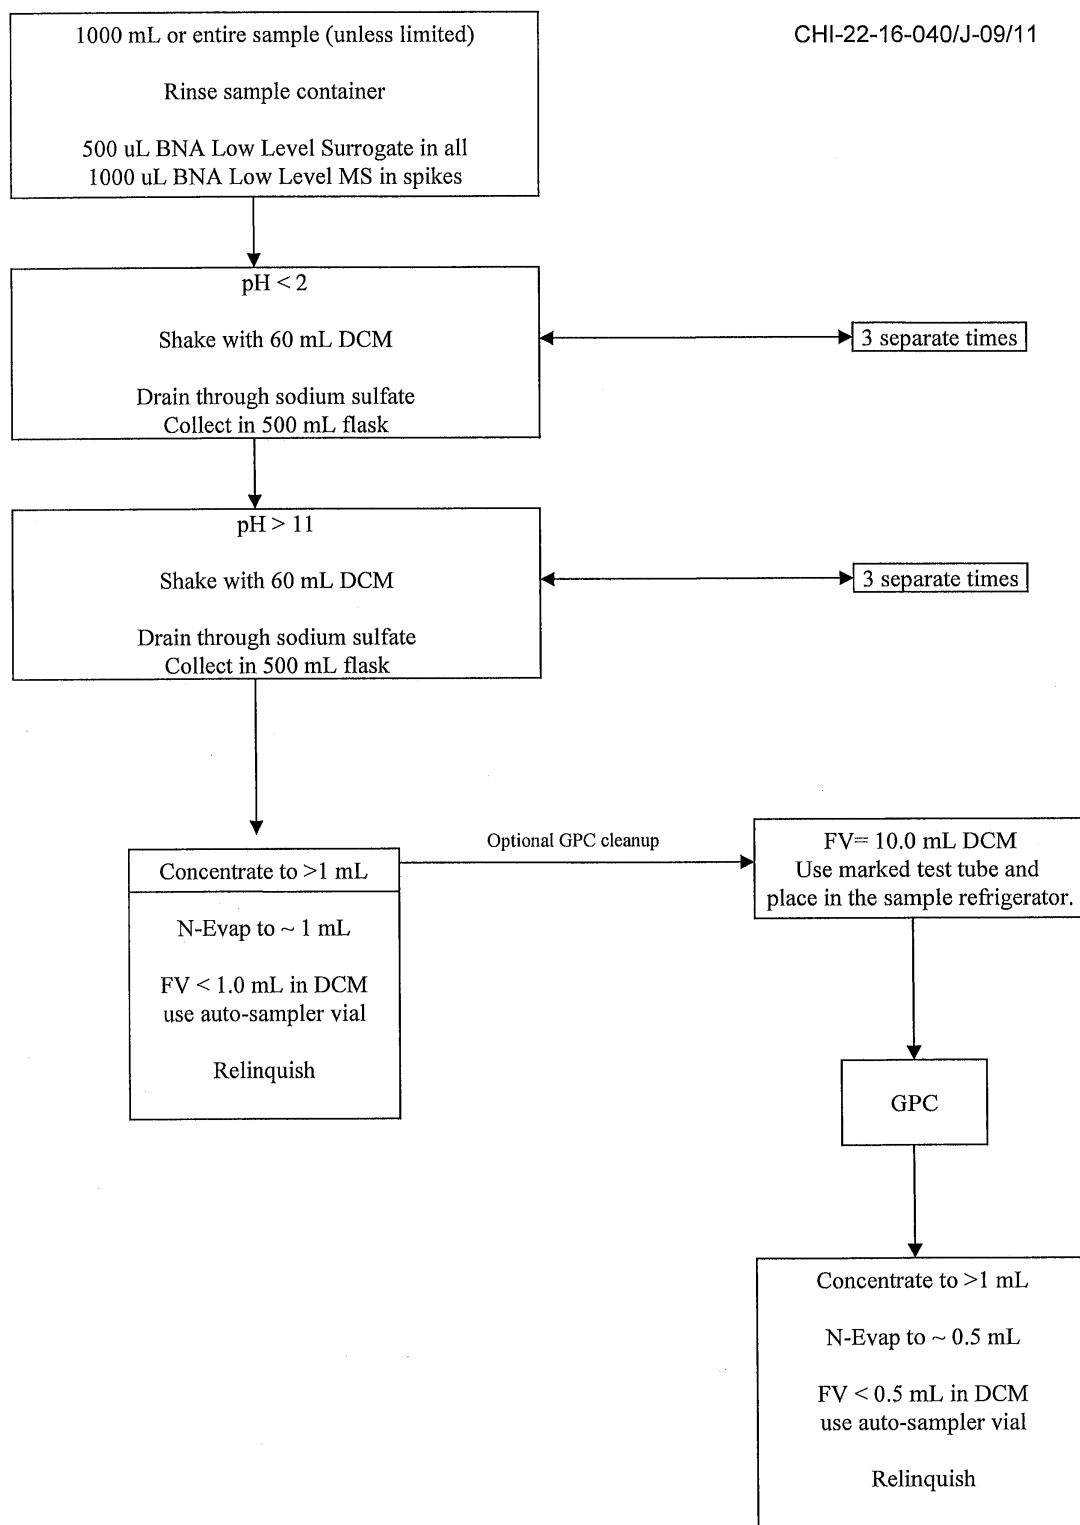 CHI-22-16-040/J-09/11
1000 mL or entire sample (unless limited)
Rinse sample container
500 uL BNA Low Level Surrogate in all
1000 uL BNA Low Level MS in spikes
pH < 2
Shake with 60 mL DCM
Drain through sodium sulfate
Collect in 500 mL flask
3 separate times
pH > 11
Shake with 60 mL DCM
Drain through sodium sulfate
Collect in 500 mL flask
3 separate times
Concentrate to >1 mL
N-Evap to ~ 1 mL
FV < 1.0 mL in DCM
use auto-sampler vial
Relinquish
Optional GPC cleanup
FV= 10.0 mL DCM
Use marked test tube and
place in the sample refrigerator.
GPC
Concentrate to >1 mL
N-Evap to ~ 0.5 mL
FV < 0.5 mL in DCM
use auto-sampler vial
Relinquish